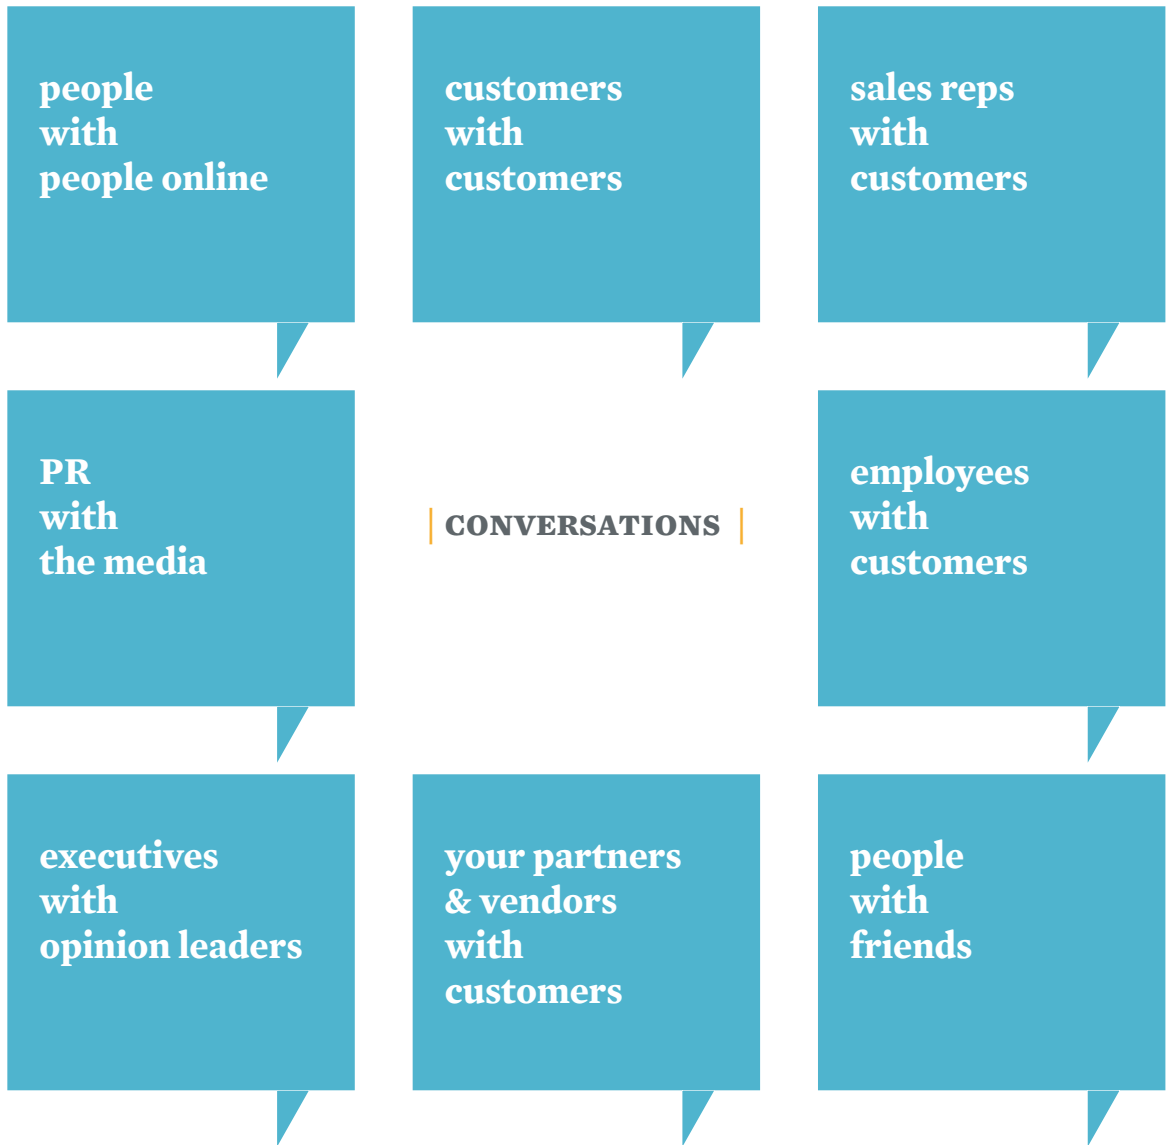 people
with
people online
customers
with
customers
sales reps
with
customers
PR
with
the media
CONVERSATIONS
employees
with
customers
executives
with
opinion leaders
your partners
& vendors
with
customers
people
with
friends